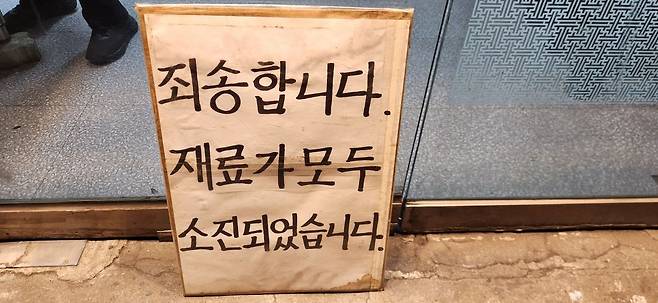 죄송합니다.
재료가 모두
소진되었습니다.